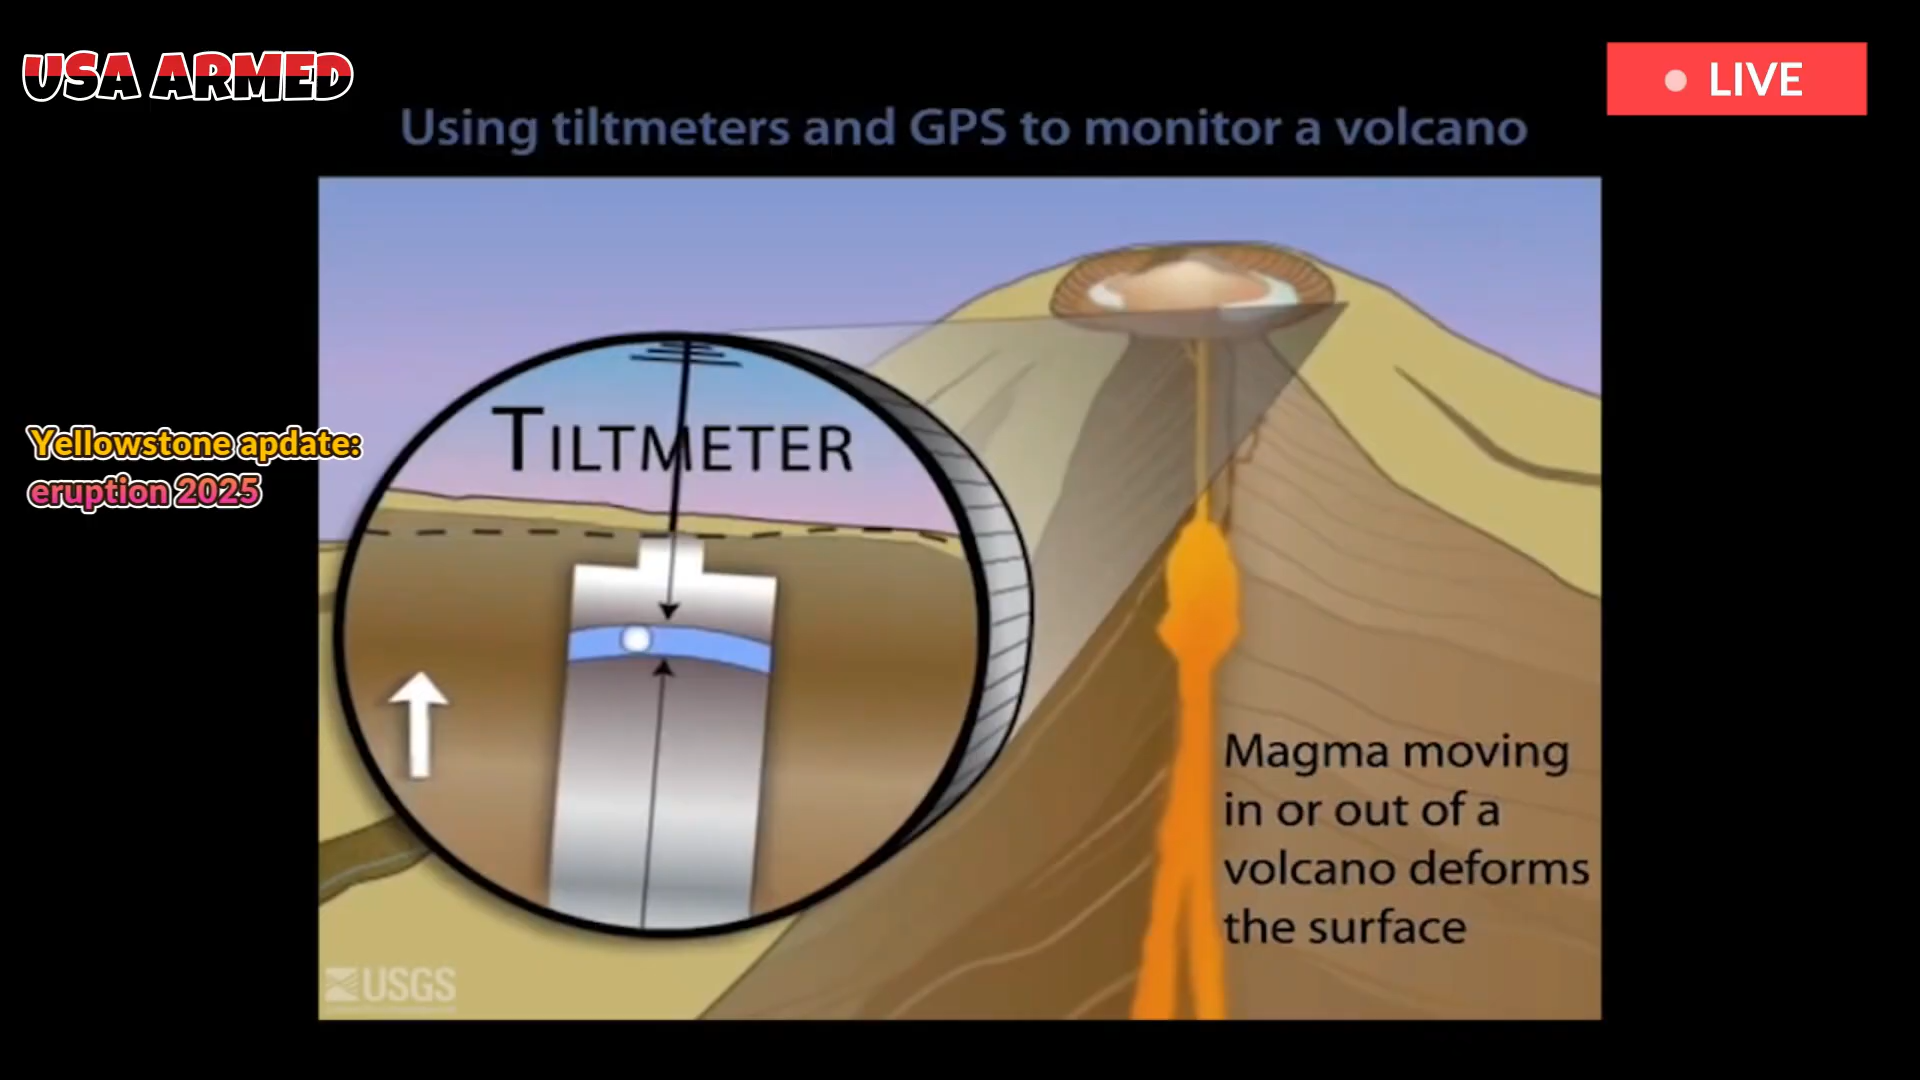 USA ARMED
LIVE
Using tiltmeters and GPS to monitor a volcano
TILTMETER
Yellowstone apdate:
eruption 2025
Magma moving
in or out of a
volcano deforms
the surface
USGS